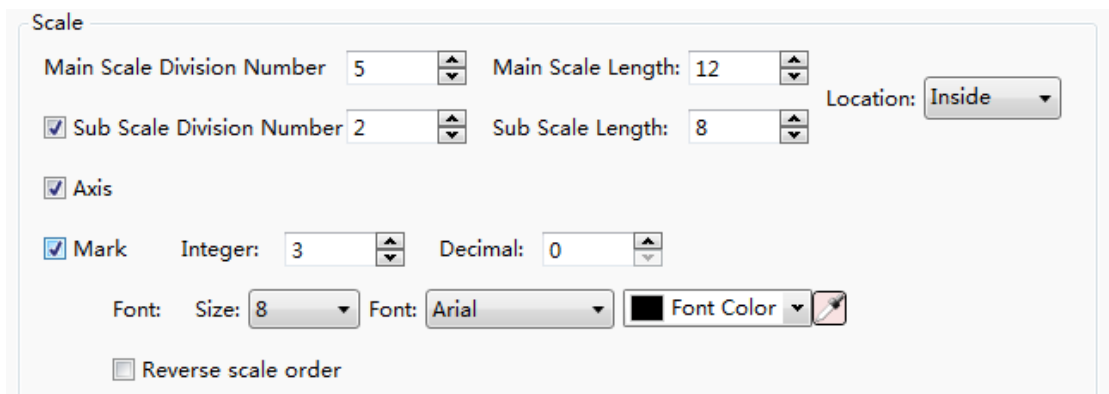 Scale
Main Scale Division Number 5 Main Scale Length: 12
Location: Inside
Sub Scale Division Number 2 Sub Scale Length: 8
Axis
Mark Integer: 3 Decimal: 0
Font: Size: 8 Font: Arial Font Color
Reverse scale order